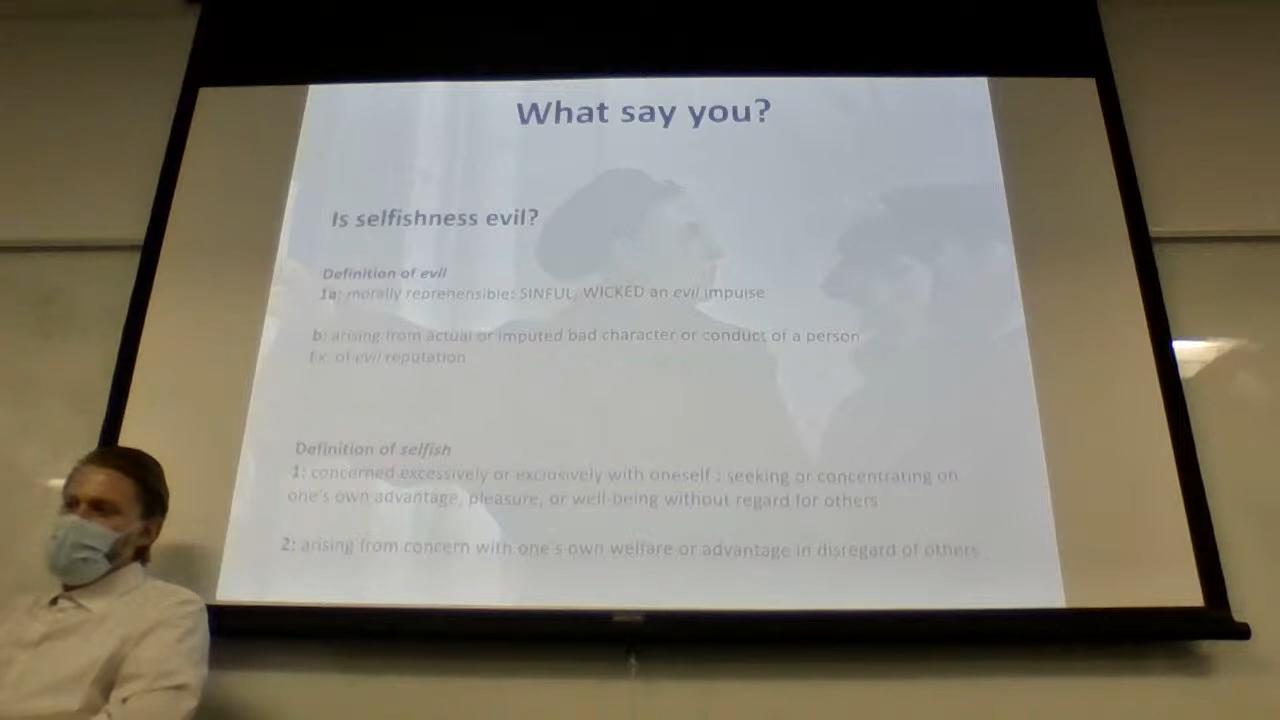 What say you?
Is selfishness evil?
Definition of evil
1a: morally reprehensible: SINFUL, WICKED an evil impulse
b: arising from actual or imputed bad character or conduct of a person
Ex. of evil reputation
Definition of selfish
1: concerned excessively or exclusively with oneself : seeking or concentrating on
one's own advantage, pleasure, or well-being without regard for others
2: arising from concern with one's own welfare or advantage in disregard of others